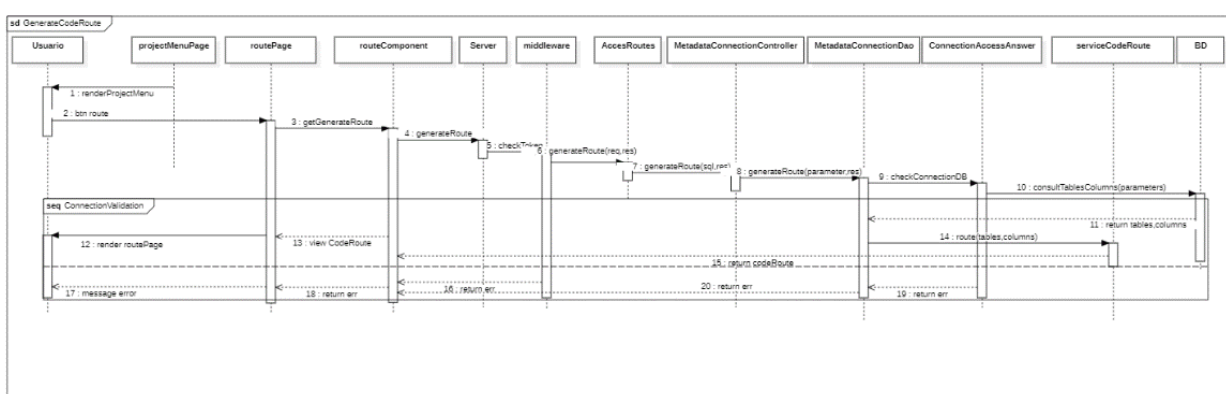 sd GenerateCodeRoute
Usuario
projectMenuPage
routePage
routeComponent
Server
middleware
AccesRoutes
MetadataConnectionController
MetadataConnectionDao
ConnectionAccessAnswer
serviceCodeRoute
BD
1 : renderProjectMenu
2 : btn route
3 : getGenerateRoute
4 : generateRoute
5 : checkToken
6 : generateRoute(req,res)
7 : generateRoute(sql,res)
8 : generateRoute(parameter,res)
9 : checkConnectionDB
10 : consultTablesColumns(parameters)
seq ConnectionValidation
11 : return tables,columns
12 : render routePage
13 : view CodeRoute
14 : route(tables,columns)
15 : return codeRoute
16 : return err
17 : message error
18 : return err
20 : return err
19 : return err